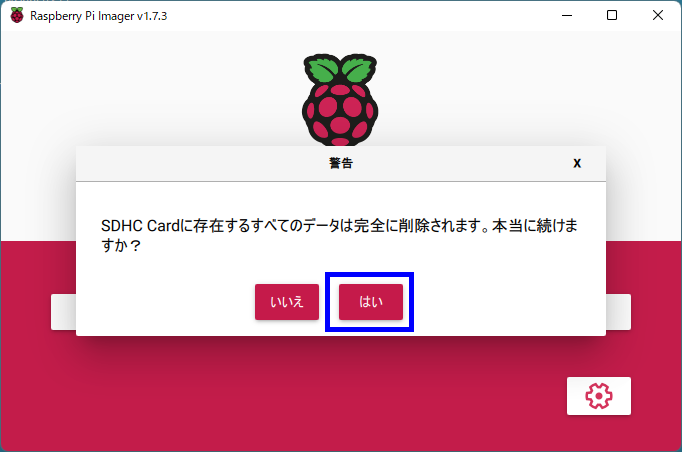 Raspberry Pi Imager v1.7.3
警告
X
SDHC Cardに存在するすべてのデータは完全に削除されます。本当に続けま
すか？
いいえ
はい